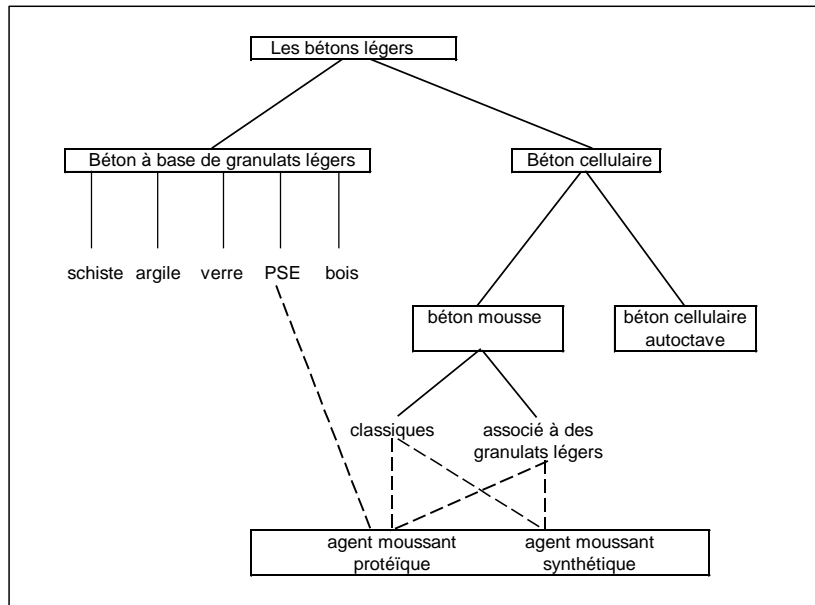 Les bétons légers
Béton à base de granulats légers
Béton cellulaire
schiste argile verre PSE bois
béton mousse
béton cellulaire
autoctave
classiques
associé à des
granulats légers
agent moussant
protéïque
agent moussant
synthétique